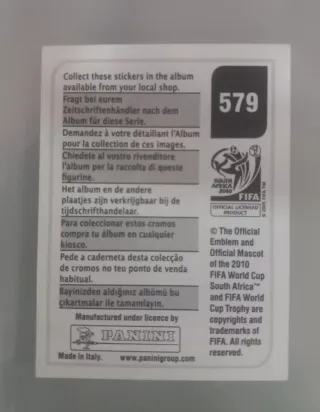 Collect these stickers in the album
available from your local shop.
Fragt bei eurem
Zeitschriftenhändler nach dem
Album für diese Serie.
Demandez à votre détaillant l'Album
pour la collection de ces images.
Chiedete al vostro rivenditore
l'album per la raccolta di queste
figurine.
Het album en de andere
plaatjes zijn verkrijgbaar bij de
tijdschrifthandelaar.
Para coleccionar estos cromos
compra tu álbum en cualquier
kiosco.
Pede a caderneta desta colecção
de cromos no teu ponto de venda
habitual.
Bayinizden aldığınız albümü bu
çıkartmalar ile tamamlayın.
Manufactured under licence by
PANINI
Made in Italy. www.paninigroup.com
579
SOUTH AFRICA
2010
FIFA
OFFICIAL LICENSED
PRODUCT
© The Official
Emblem and
Official Mascot
of the 2010
FIFA World Cup
South Africa™
and FIFA World
Cup Trophy are
copyrights and
trademarks of
FIFA. All rights
reserved.